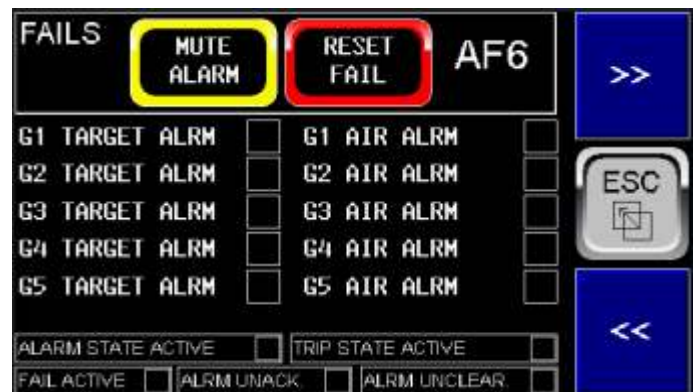 FAILS
MUTE
ALARM
RESET
FAIL
AF6
>>
G1 TARGET ALRM
G1 AIR ALRM
G2 TARGET ALRM
G2 AIR ALRM
G3 TARGET ALRM
G3 AIR ALRM
G4 TARGET ALRM
G4 AIR ALRM
G5 TARGET ALRM
G5 AIR ALRM
ESC
<<
ALARM STATE ACTIVE
TRIP STATE ACTIVE
FAIL ACTIVE
ALRM UNACK
ALRM UNCLEAR